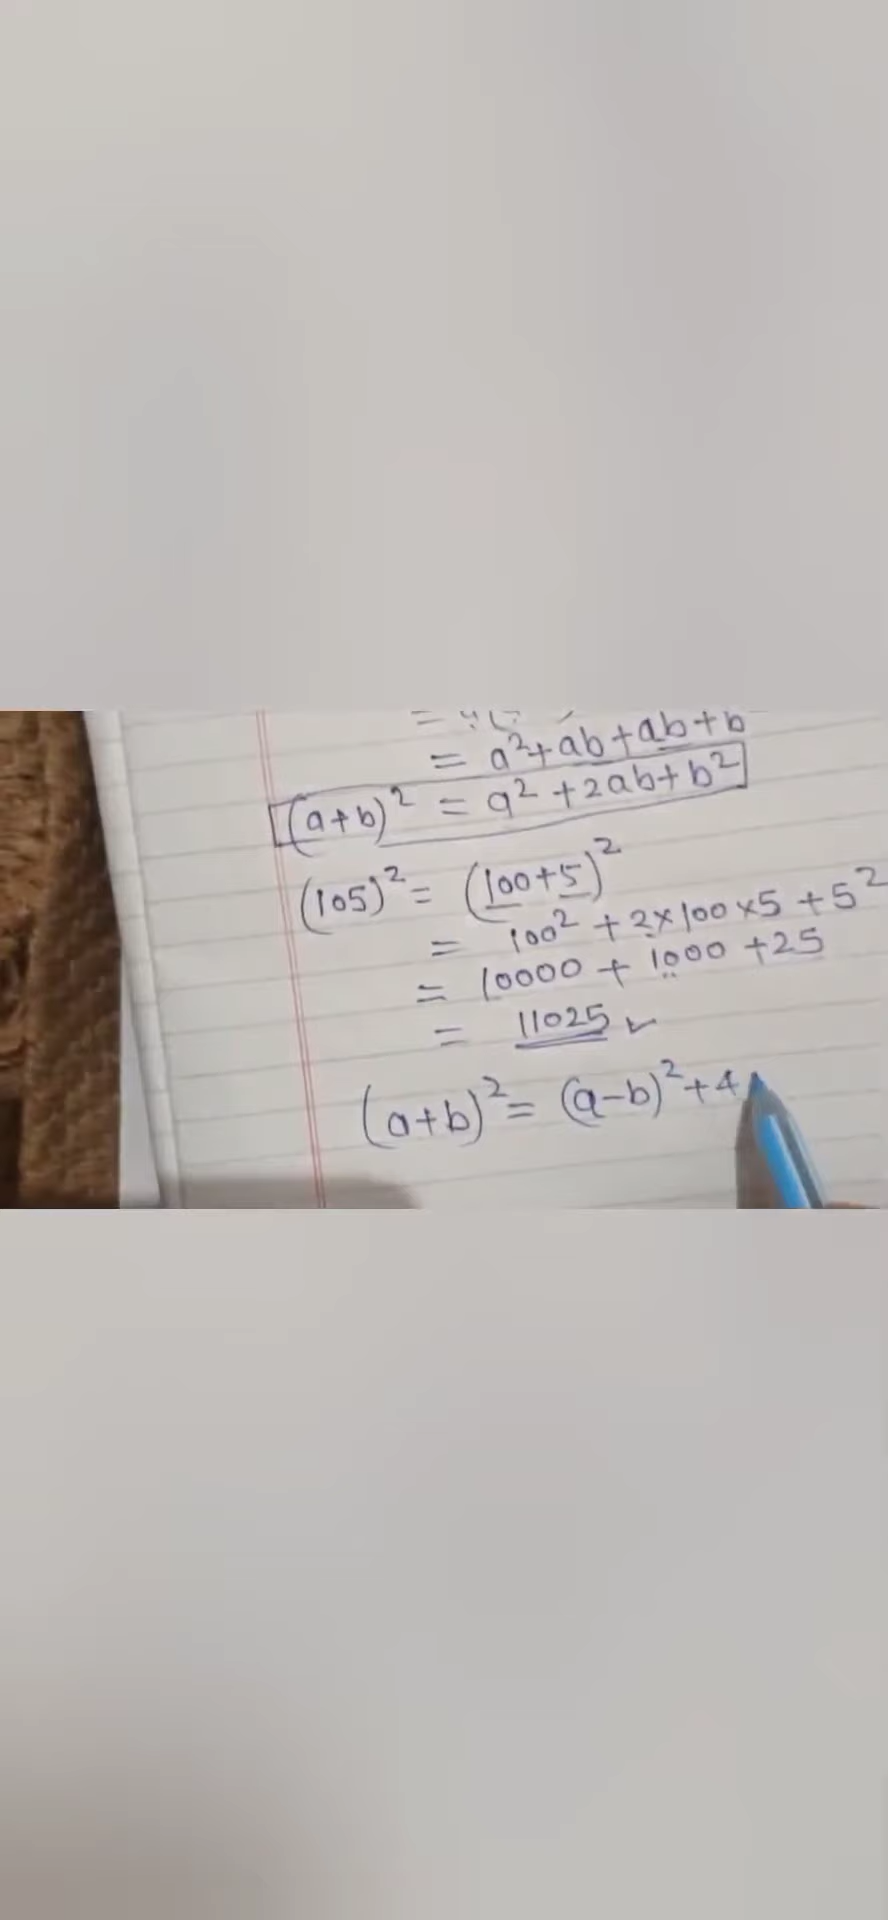 = a²+ab+ab+b
(a+b)² = a²+2ab+b²
(105)² = (100+5)²
= 100² + 2×100×5 + 5²
= 10000 + 1000 +25
= 11025 ✓
(a+b)² = (a-b)²+4